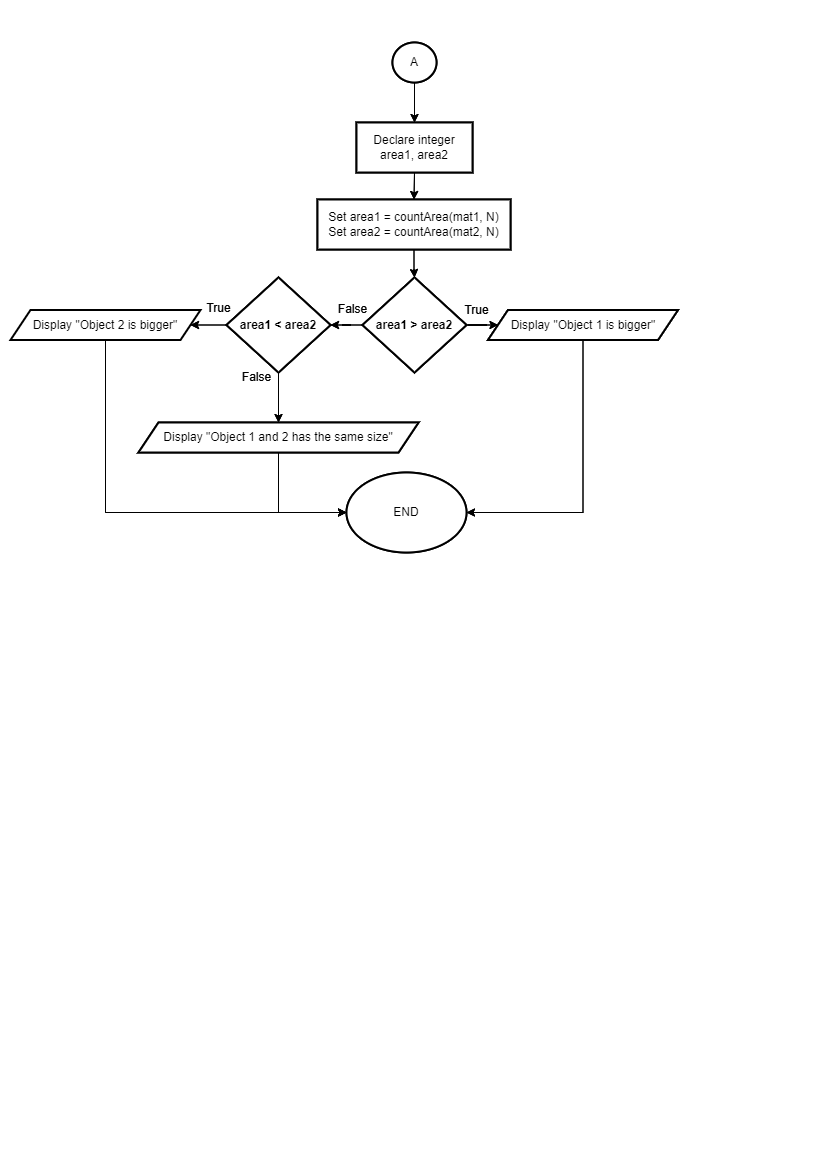 A
Declare integer
area1, area2
Set area1 = countArea(mat1, N)
Set area2 = countArea(mat2, N)
True
False
True
Display "Object 2 is bigger"
area1 < area2
area1 > area2
Display "Object 1 is bigger"
False
Display "Object 1 and 2 has the same size"
END